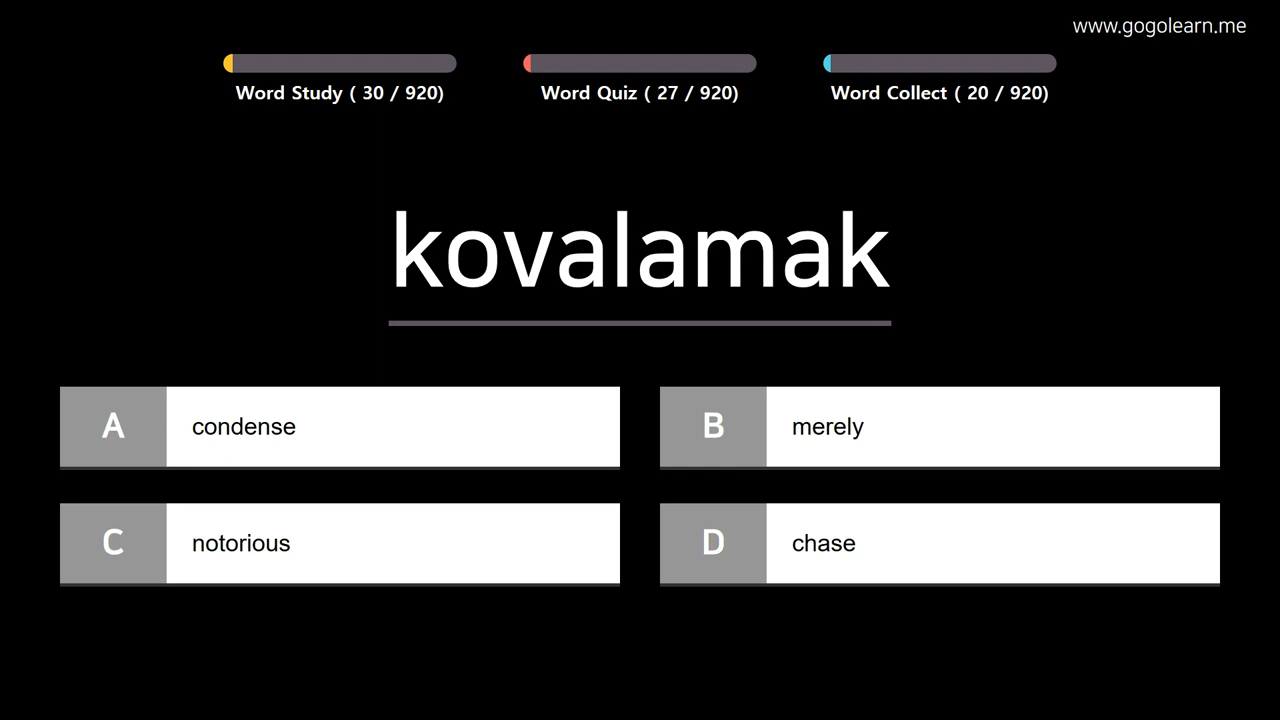 www.gogolearn.me
Word Study ( 30 / 920)
Word Quiz ( 27 / 920)
Word Collect ( 20 / 920)
kovalamak
A condense
B merely
C notorious
D chase